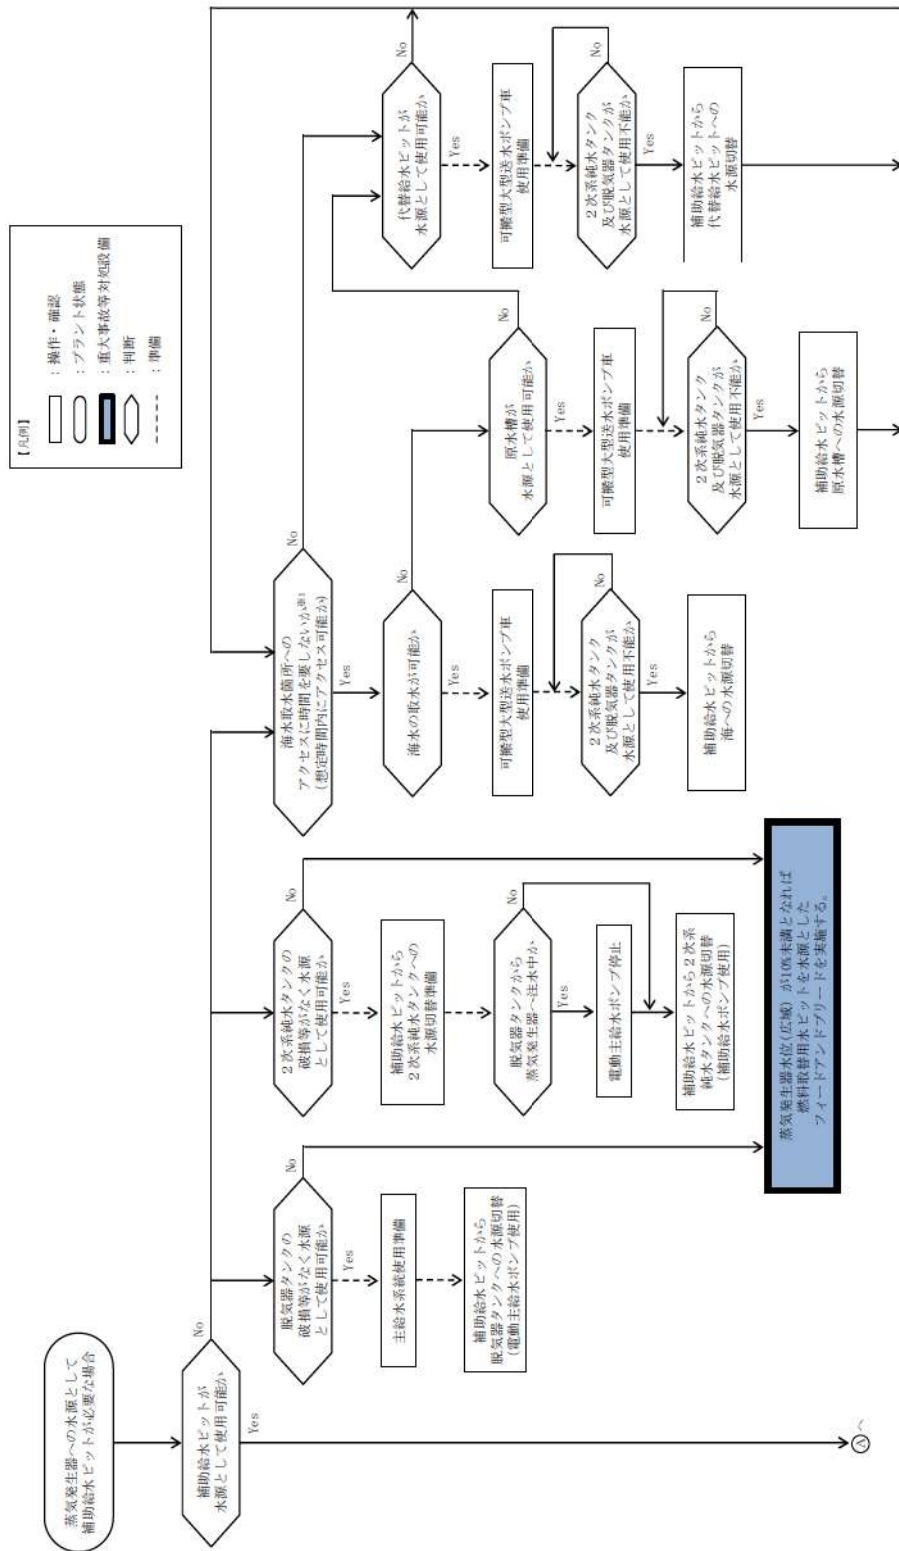 蒸気発生器への水源として
補助給水ピットが必要な場合
補助給水ピットが
水源として使用可能か
No
Yes
Ⓐへ
脱気器タンクの
破損等がなく水源
として使用可能か
No
Yes
主給水系統使用準備
補助給水ピットから
脱気器タンクへの水源切替
(電動主給水ポンプ使用)
2次系純水タンクの
破損等がなく水源
として使用可能か
No
Yes
補助給水ピットから
2次系純水タンクへの
水源切替準備
脱気器タンクから
蒸気発生器へ注水中か
No
Yes
電動主給水ポンプ停止
補助給水ピットから2次系
純水タンクへの水源切替
(補助給水ポンプ使用)
蒸気発生器水位(広域)が10%未満となれば
燃料取替用水ピットを水源とした
フィードアンドブリードを実施する。
海水取水箇所への
アクセスに時間を要しないか※1
(想定時間内にアクセス可能か)
No
Yes
海水の取水が可能か
No
Yes
可搬型大型送水ポンプ車
使用準備
2次系純水タンク
及び脱気器タンクが
水源として使用不能か
No
Yes
補助給水ピットから
海への水源切替
原水槽が
水源として使用可能か
No
Yes
可搬型大型送水ポンプ車
使用準備
2次系純水タンク
及び脱気器タンクが
水源として使用不能か
No
Yes
補助給水ピットから
原水槽への水源切替
代替給水ピットが
水源として使用可能か
No
Yes
可搬型大型送水ポンプ車
使用準備
2次系純水タンク
及び脱気器タンクが
水源として使用不能か
No
Yes
補助給水ピットから
代替給水ピットへの
水源切替
【凡例】
:操作・確認
:プラント状態
:重大事故等対処設備
:判断
:準備